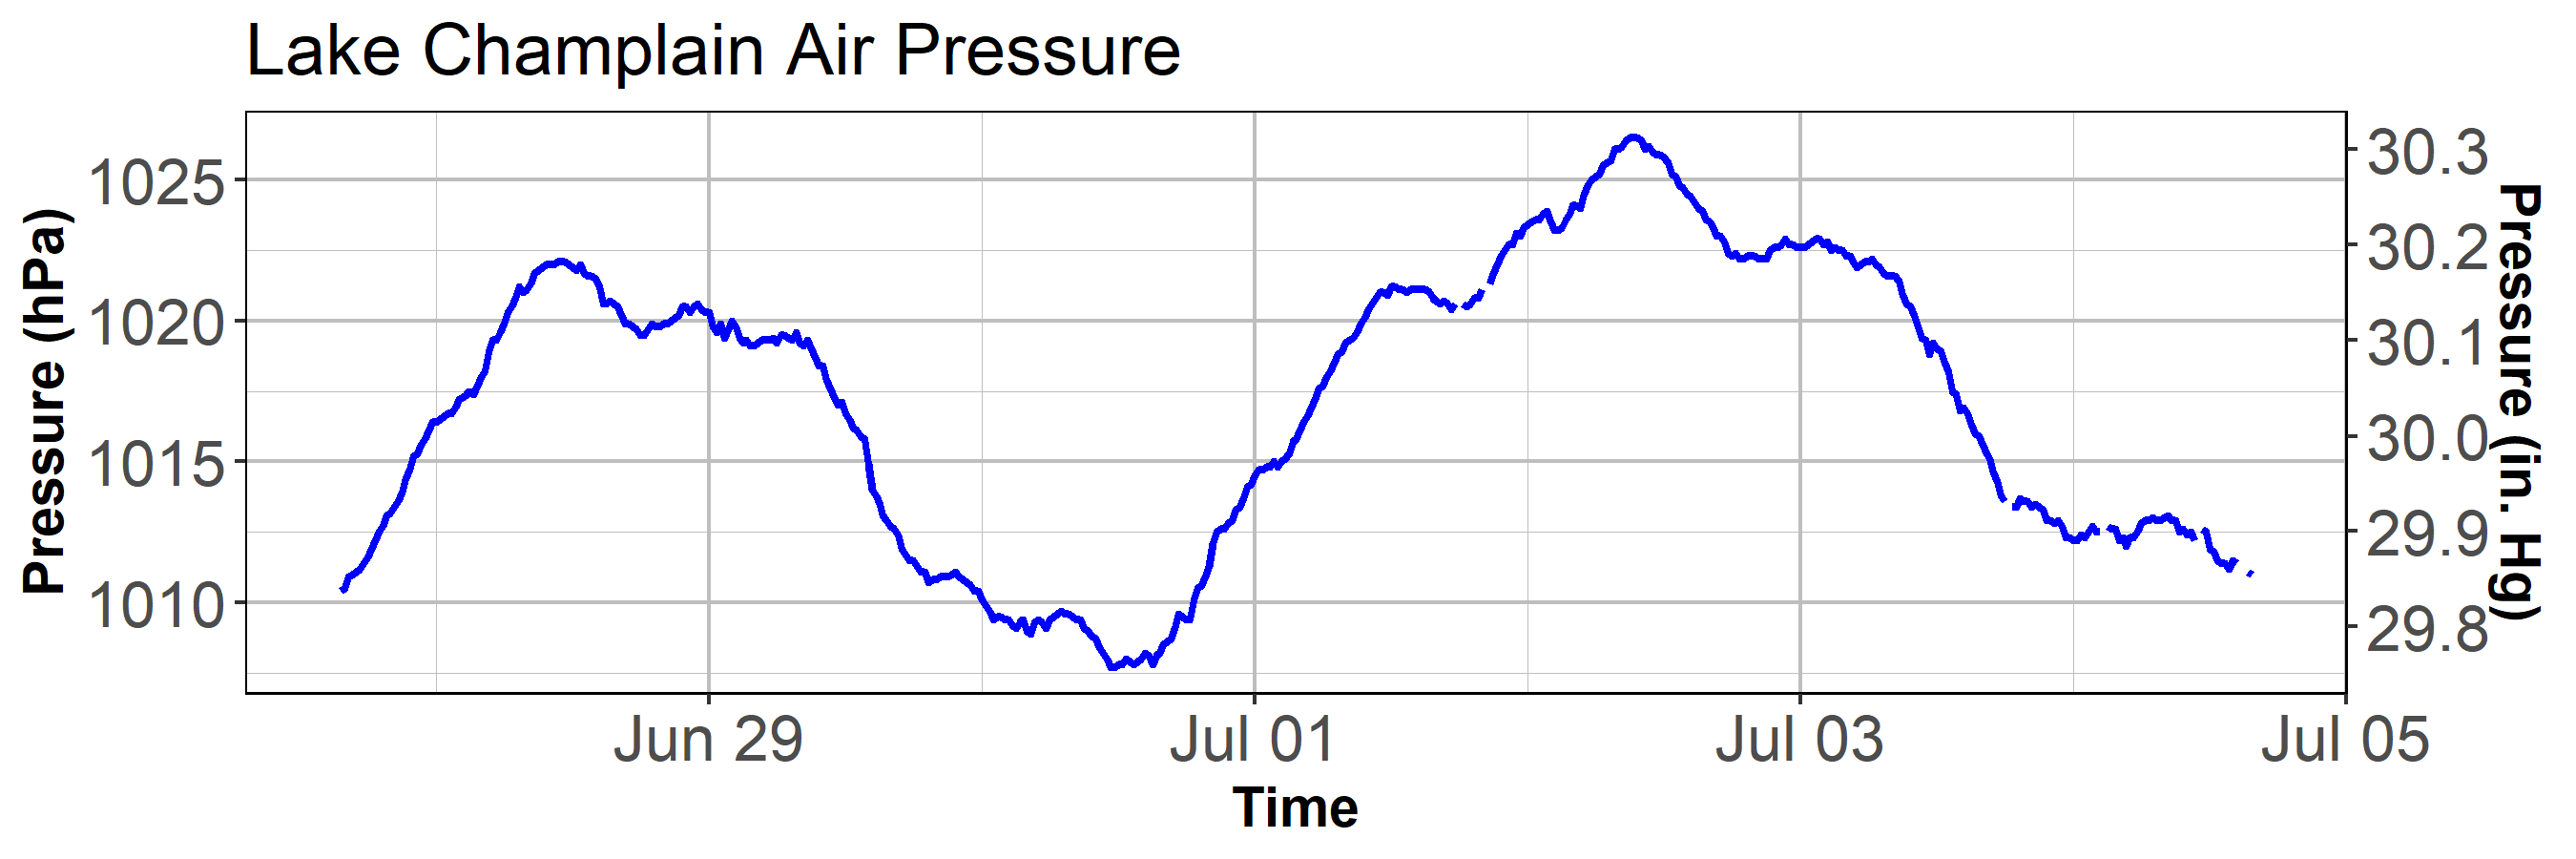 Lake Champlain Air Pressure
Pressure (hPa)
1025
1020
1015
1010
30.3
30.2
30.1
30.0
29.9
29.8
Pressure (in. Hg)
Jun 29
Jul 01
Jul 03
Jul 05
Time